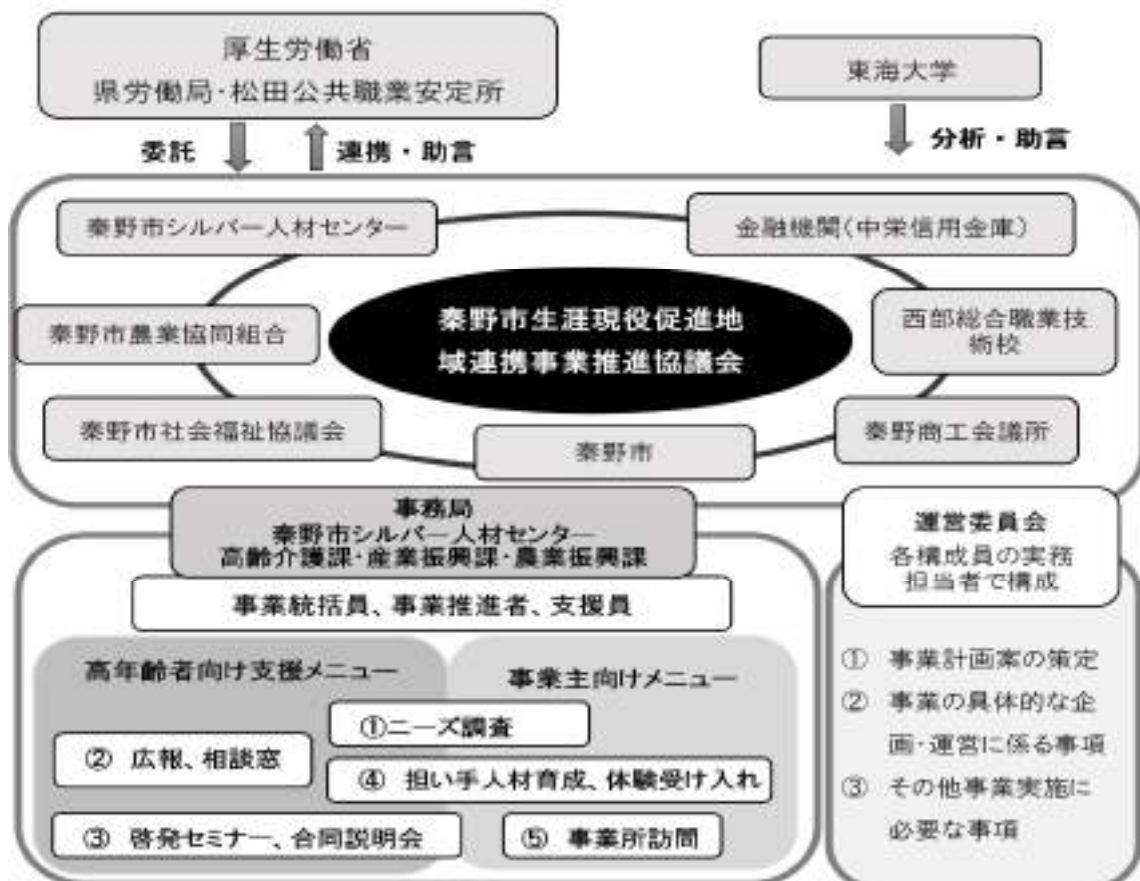 厚生労働省
県労働局・松田公共職業安定所
東海大学
委託
連携・助言
分析・助言
秦野市シルバー人材センター
金融機関(中栄信用金庫)
秦野市農業協同組合
秦野市生涯現役促進地
域連携事業推進協議会
西部総合職業技
術校
秦野市社会福祉協議会
秦野市
秦野商工会議所
事務局
秦野市シルバー人材センター
高齢介護課・産業振興課・農業振興課
事業統括員、事業推進者、支援員
運営委員会
各構成員の実務
担当者で構成
高年齢者向け支援メニュー
事業主向けメニュー
①ニーズ調査
② 広報、相談窓
④ 担い手人材育成、体験受け入れ
③ 啓発セミナー、合同説明会
⑤ 事業所訪問
① 事業計画案の策定
② 事業の具体的な企
画・運営に係る事項
③ その他事業実施に
必要な事項